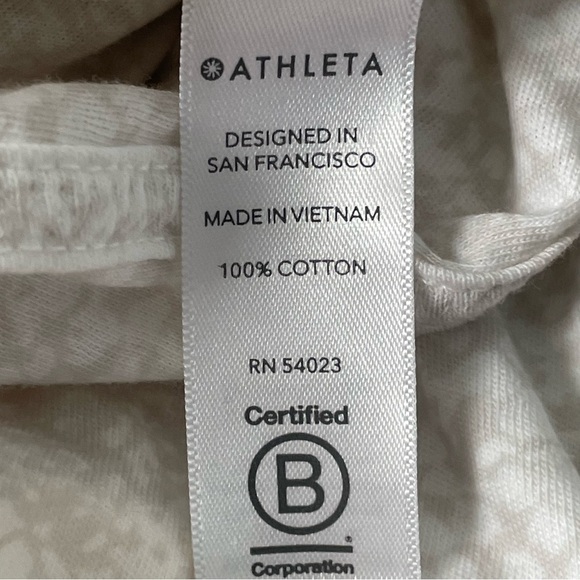 ATHLETA
DESIGNED IN
SAN FRANCISCO
MADE IN VIETNAM
100% COTTON
RN 54023
Certified
B
®
Corporation